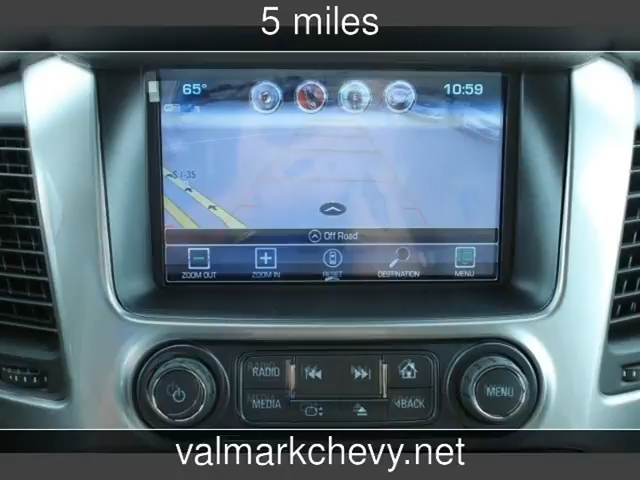 5 miles
65° 10:59
S I-35
Off Road
ZOOM OUT ZOOM IN RESET DESTINATION MENU
RADIO
MENU
MEDIA BACK
valmarkchevy.net